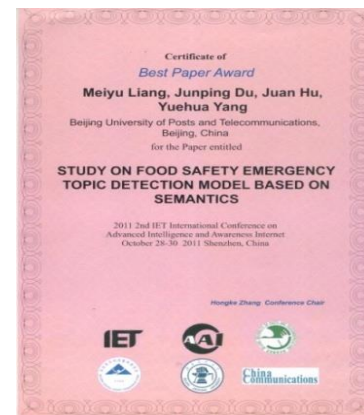 Certificate of
Best Paper Award
Meiyu Liang, Junping Du, Juan Hu,
Yuehua Yang
Beijing University of Posts and Telecommunications,
Beijing, China
for the Paper entitled
STUDY ON FOOD SAFETY EMERGENCY
TOPIC DETECTION MODEL BASED ON
SEMANTICS
2011 2nd IET International Conference on
Advanced Intelligence and Awareness Internet
October 28-30 2011 Shenzhen, China
Hongke Zhang Conference Chair
IET
AAI
China
Communications